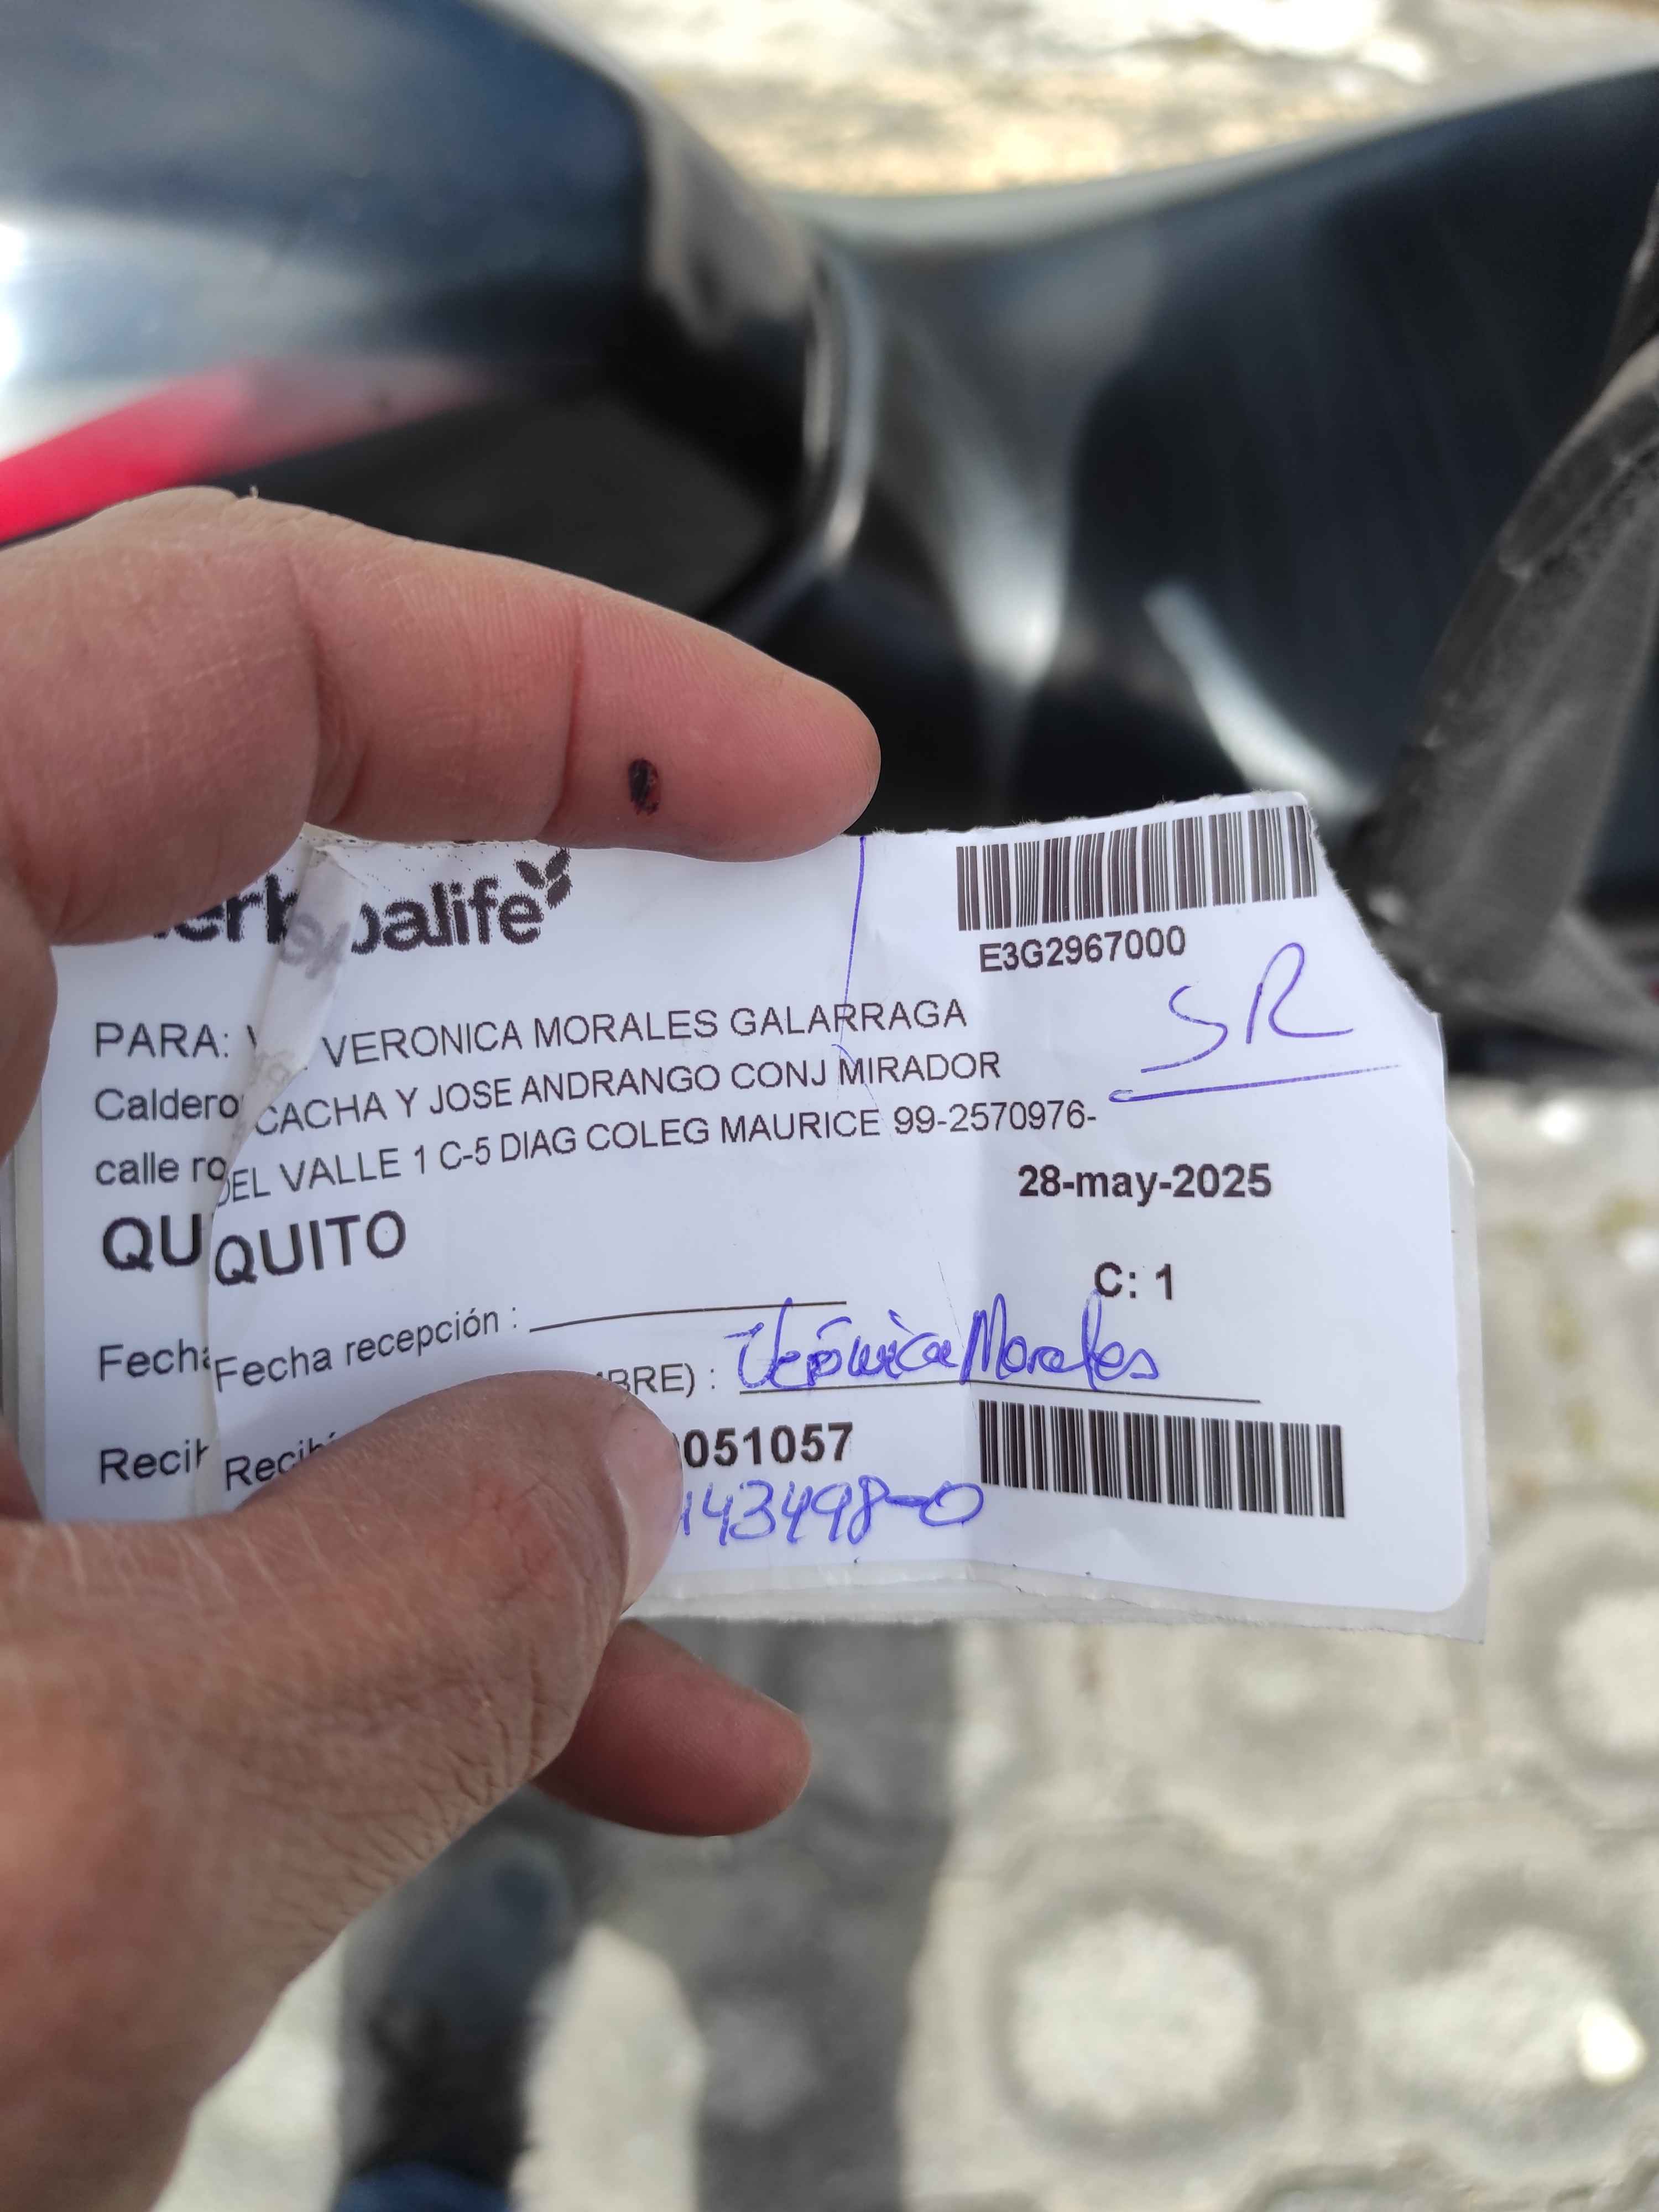 erbalife
E3G2967000
SR
PARA: VERONICA MORALES GALARRAGA
Caldero CACHA Y JOSE ANDRANGO CONJ MIRADOR
calle ro DEL VALLE 1 C-5 DIAG COLEG MAURICE 99-2570976-
28-may-2025
QU QUITO
C: 1
Fecha Fecha recepción :
BRE) : Verónica Morales
Recib Recibí
051057
143498-0